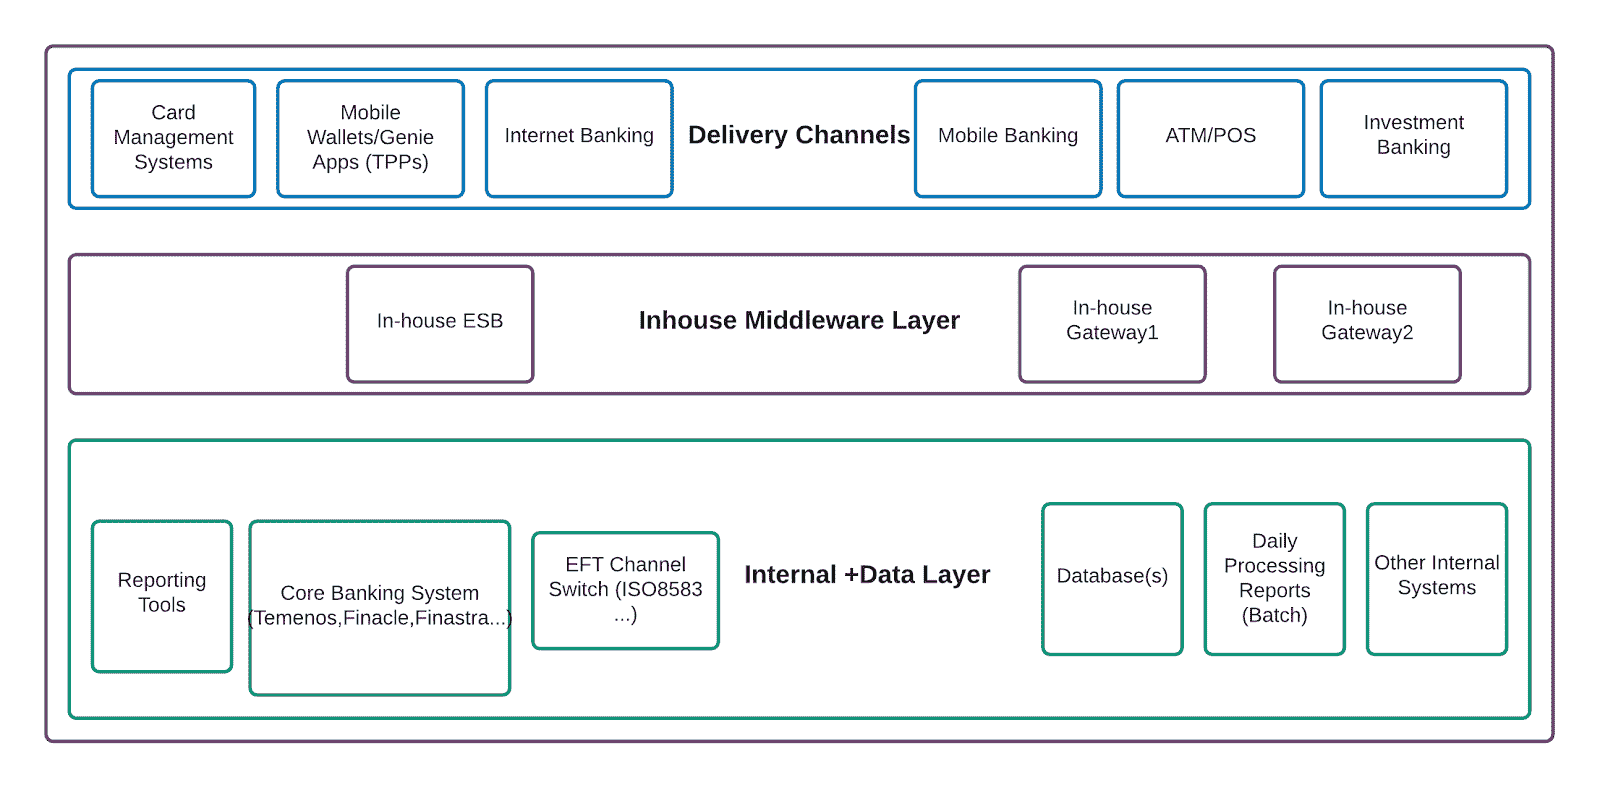 Card
Management
Systems
Mobile
Wallets/Genie
Apps (TPPs)
Internet Banking
Delivery Channels
Mobile Banking
ATM/POS
Investment
Banking
In-house ESB
Inhouse Middleware Layer
In-house
Gateway1
In-house
Gateway2
Reporting
Tools
Core Banking System
(Temenos,Finacle,Finastra...)
EFT Channel
Switch (ISO8583
...)
Internal +Data Layer
Database(s)
Daily
Processing
Reports
(Batch)
Other Internal
Systems